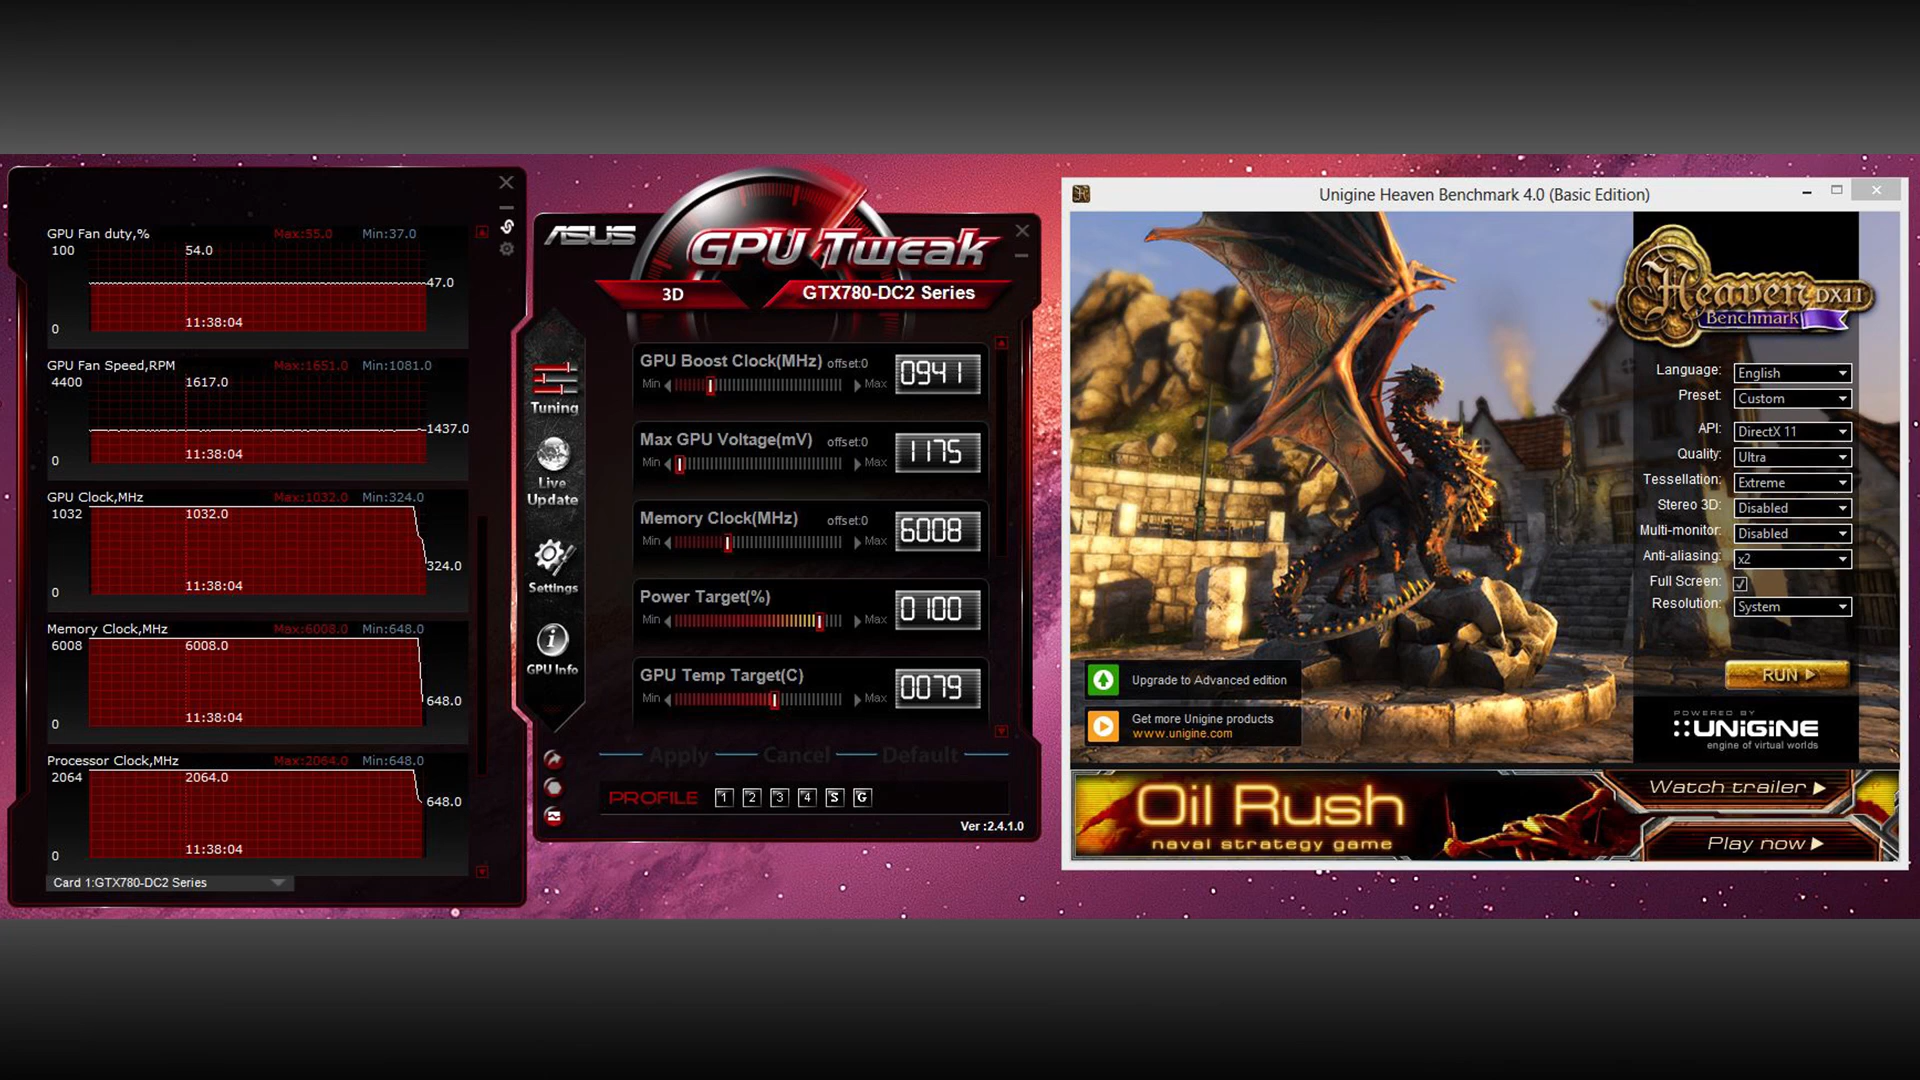 GPU Fan duty,% Max:55.0 Min:37.0
100 54.0
47.0
0 11:38:04
GPU Fan Speed,RPM Max:1651.0 Min:1081.0
4400 1617.0
1437.0
0 11:38:04
GPU Clock,MHz Max:1032.0 Min:324.0
1032 1032.0
324.0
0 11:38:04
Memory Clock,MHz Max:6008.0 Min:648.0
6008 6008.0
648.0
0 11:38:04
Processor Clock,MHz Max:2064.0 Min:648.0
2064 2064.0
648.0
0 11:38:04
Card 1:GTX780-DC2 Series
ASUS GPU Tweak
3D GTX780-DC2 Series
Tuning
Live
Update
Settings
GPU Info
GPU Boost Clock(MHz) offset:0 0941
Min Max
Max GPU Voltage(mV) offset:0 1175
Min Max
Memory Clock(MHz) offset:0 6008
Min Max
Power Target(%) 0100
Min Max
GPU Temp Target(C) 0079
Min Max
Apply Cancel Default
PROFILE 1 2 3 4 S G
Ver :2.4.1.0
Unigine Heaven Benchmark 4.0 (Basic Edition)
Heaven DX11
Benchmark
Language: English
Preset: Custom
API: DirectX 11
Quality: Ultra
Tessellation: Extreme
Stereo 3D: Disabled
Multi-monitor: Disabled
Anti-aliasing: x2
Full Screen:
Resolution: System
RUN
Upgrade to Advanced edition
Get more Unigine products
www.unigine.com
POWERED BY
UNIGINE
engine of virtual worlds
Oil Rush
naval strategy game
Watch trailer
Play now